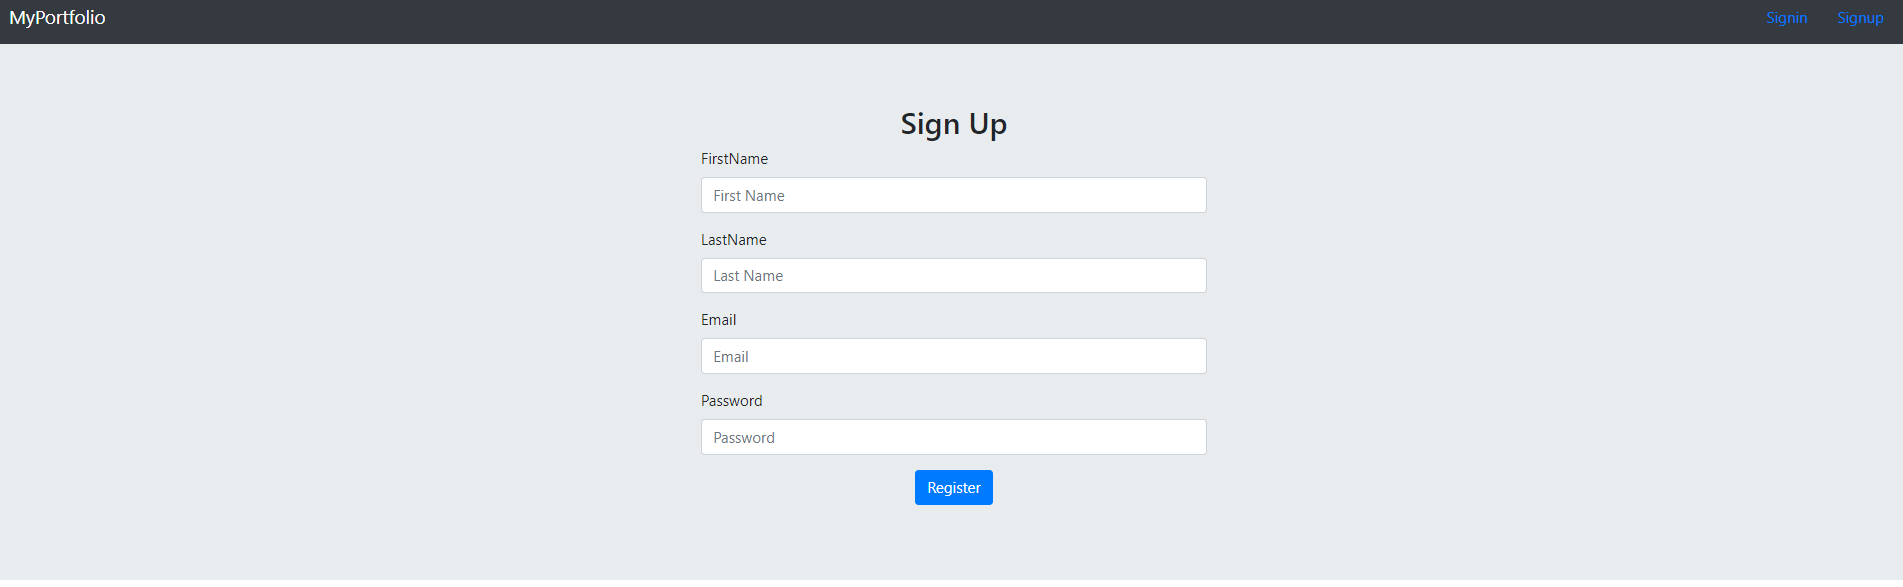 MyPortfolio Signin Signup
Sign Up
FirstName
First Name
LastName
Last Name
Email
Email
Password
Password
Register